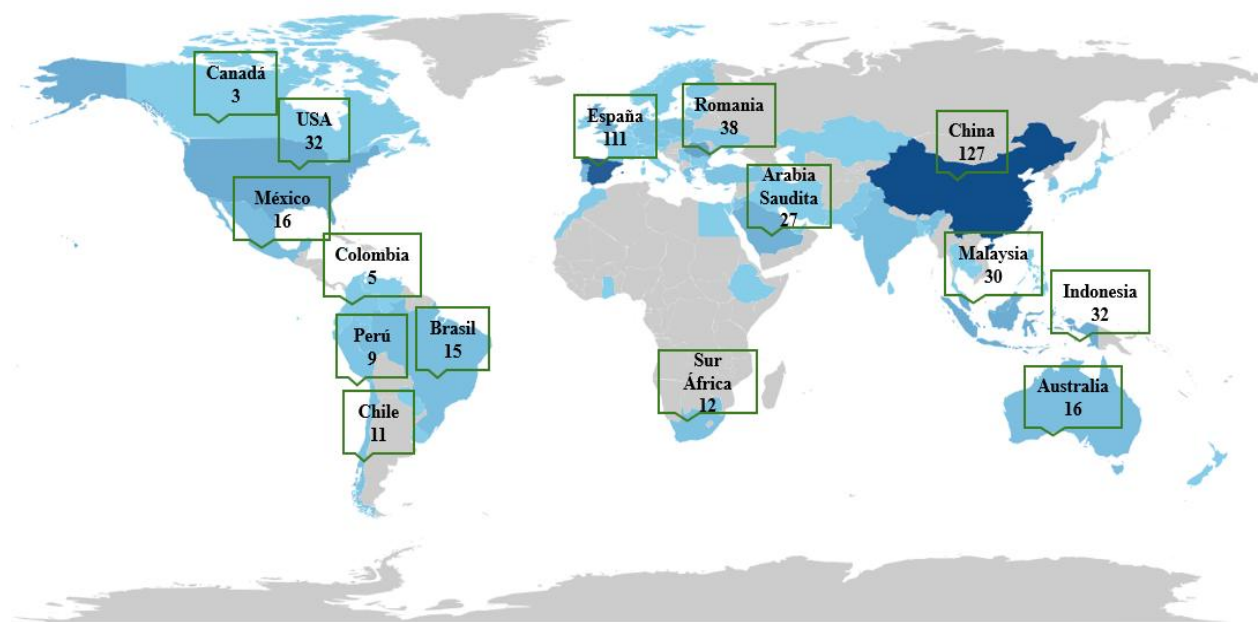 Canadá
3
USA
32
México
16
Colombia
5
Perú
9
Brasil
15
Chile
11
España
111
Romania
38
Arabia
Saudita
27
Sur
África
12
China
127
Malaysia
30
Indonesia
32
Australia
16